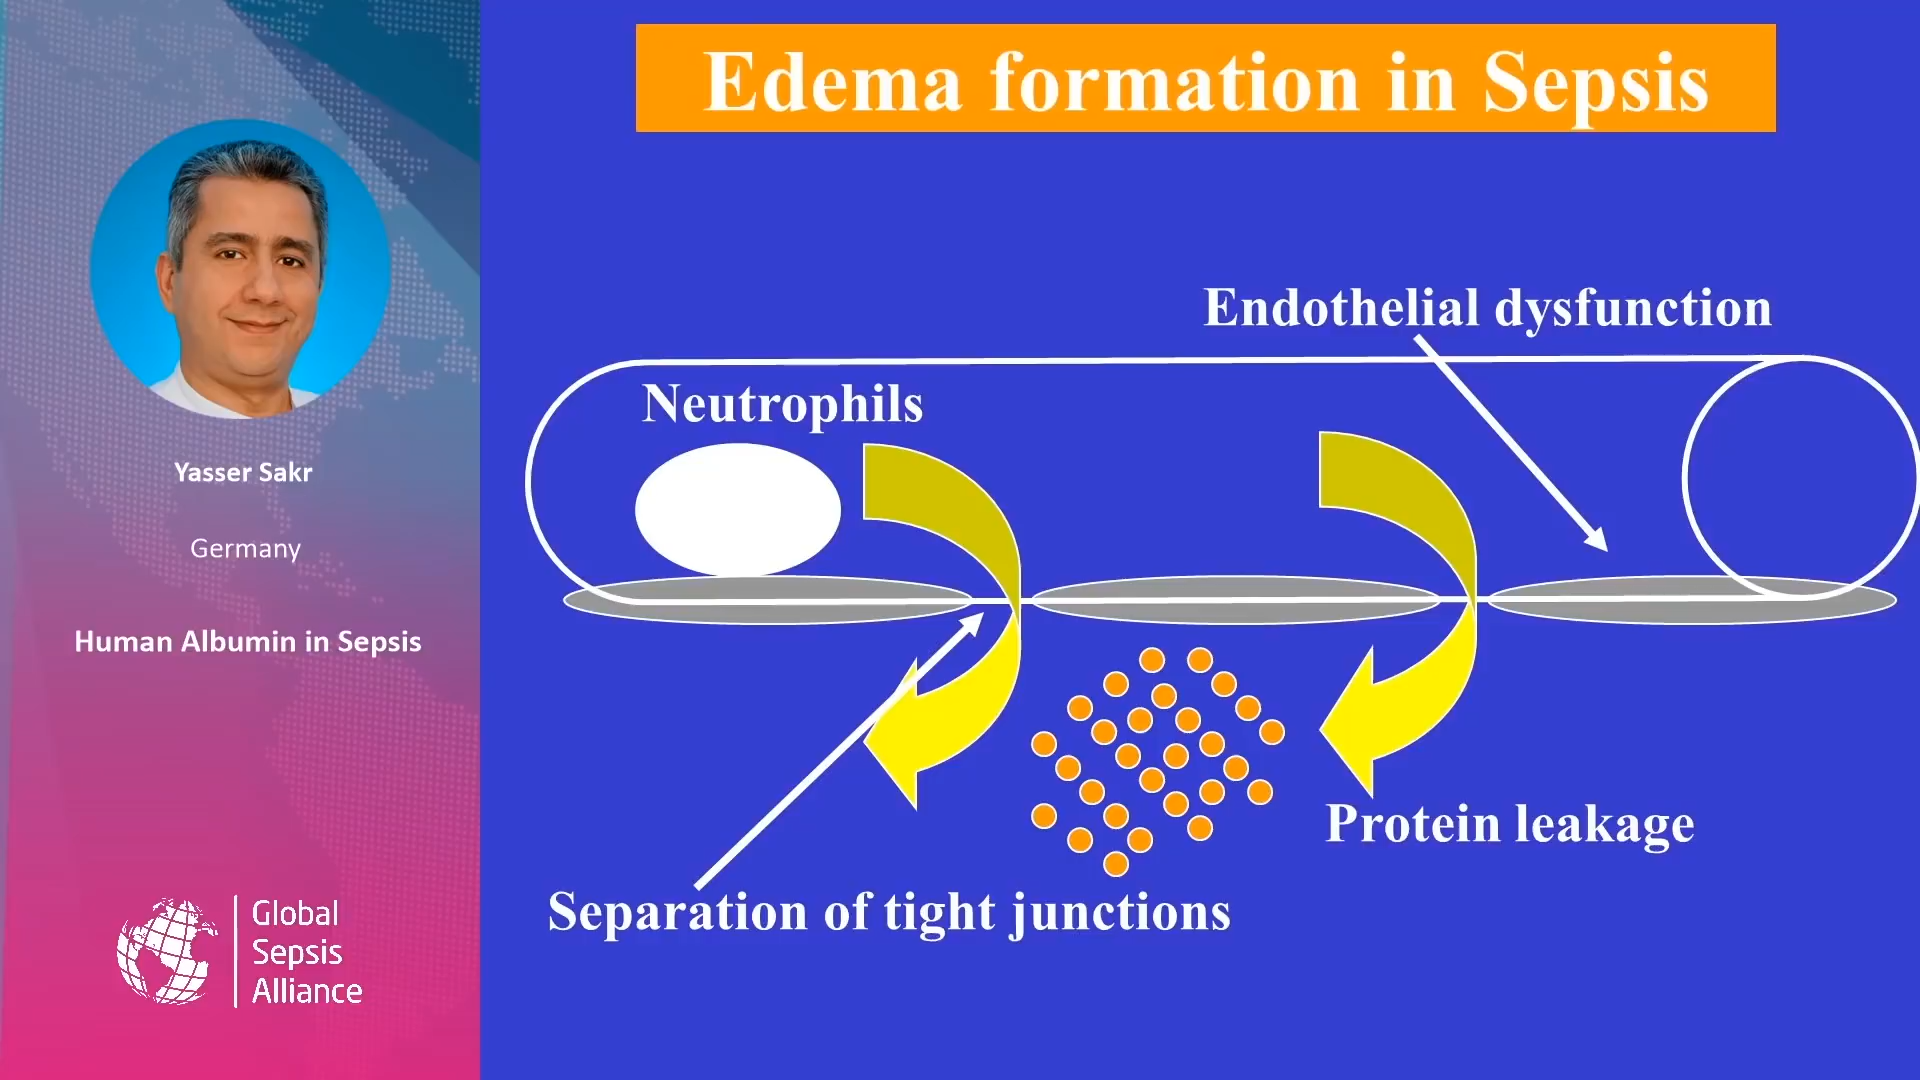 Edema formation in Sepsis
Endothelial dysfunction
Neutrophils
Protein leakage
Separation of tight junctions
Yasser Sakr
Germany
Human Albumin in Sepsis
Global
Sepsis
Alliance